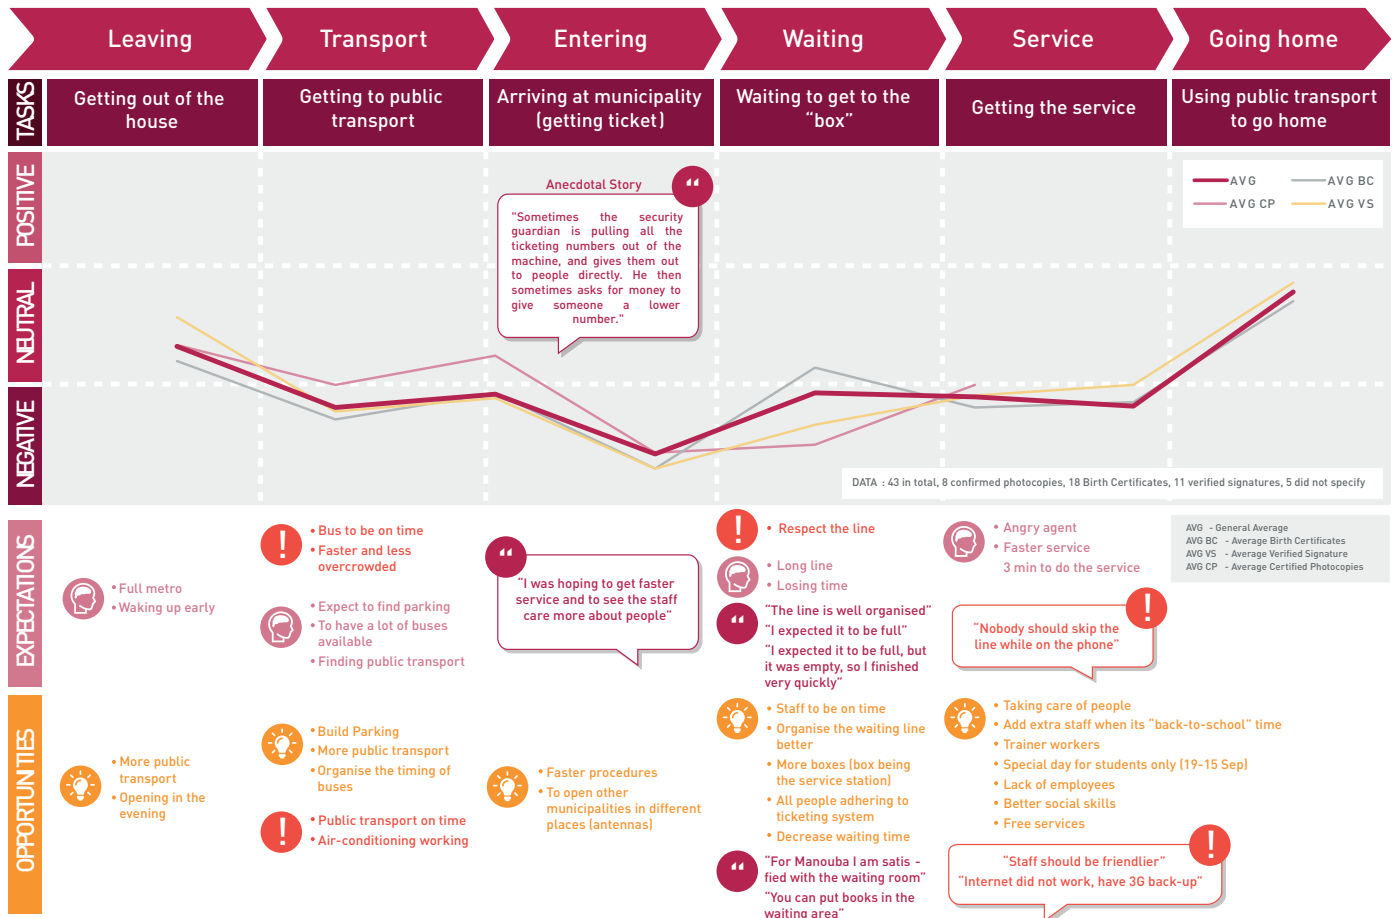 Leaving
Transport
Entering
Waiting
Service
Going home
TASKS
Getting out of the
house
Getting to public
transport
Arriving at municipality
(getting ticket)
Waiting to get to the
“box”
Getting the service
Using public transport
to go home
POSITIVE
NEUTRAL
NEGATIVE
Anecdotal Story
“
"Sometimes the security
guardian is pulling all the
ticketing numbers out of the
machine, and gives them out
to people directly. He then
sometimes asks for money to
give someone a lower
number."
AVG
AVG BC
AVG CP
AVG VS
DATA : 43 in total, 8 confirmed photocopies, 18 Birth Certificates, 11 verified signatures, 5 did not specify
AVG - General Average
AVG BC - Average Birth Certificates
AVG VS - Average Verified Signature
AVG CP - Average Certified Photocopies
EXPECTATIONS
• Full metro
• Waking up early
!
• Bus to be on time
• Faster and less
overcrowded
• Expect to find parking
• To have a lot of buses
available
• Finding public transport
“
"I was hoping to get faster
service and to see the staff
care more about people”
!
• Respect the line
• Long line
• Losing time
“
“The line is well organised”
“I expected it to be full”
“I expected it to be full, but
it was empty, so I finished
very quickly”
• Angry agent
• Faster service
3 min to do the service
!
“Nobody should skip the
line while on the phone”
OPPORTUNITIES
• More public
transport
• Opening in the
evening
• Build Parking
• More public transport
• Organise the timing of
buses
!
• Public transport on time
• Air-conditioning working
• Faster procedures
• To open other
municipalities in different
places (antennas)
• Staff to be on time
• Organise the waiting line
better
• More boxes (box being
the service station)
• All people adhering to
ticketing system
• Decrease waiting time
“
“For Manouba I am satis -
fied with the waiting room”
“You can put books in the
waiting area”
• Taking care of people
• Add extra staff when its “back-to-school” time
• Trainer workers
• Special day for students only (19-15 Sep)
• Lack of employees
• Better social skills
• Free services
!
“Staff should be friendlier”
“Internet did not work, have 3G back-up”